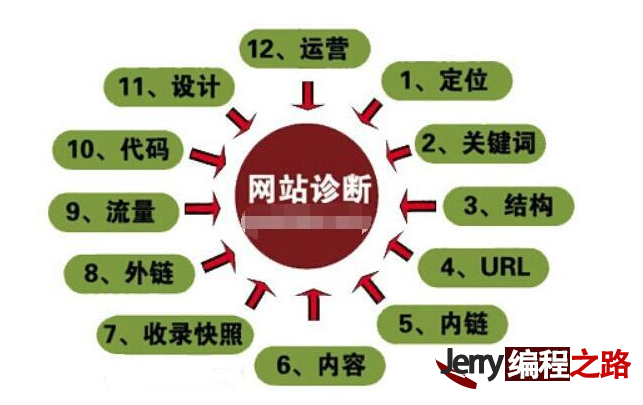 12、运营
1、定位
2、关键词
3、结构
4、URL
5、内链
6、内容
7、收录快照
8、外链
9、流量
10、代码
11、设计
网站诊断
Jerry编程之路